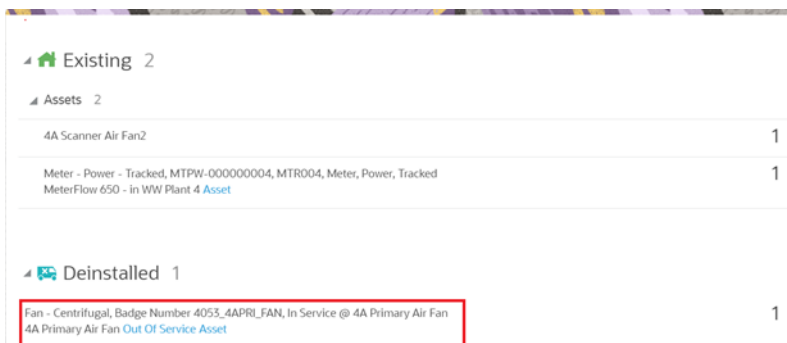 Existing 2
Assets 2
4A Scanner Air Fan2 1
Meter - Power - Tracked, MTPW-000000004, MTR004, Meter, Power, Tracked 1
MeterFlow 650 - in WW Plant 4 Asset
Deinstalled 1
Fan - Centrifugal, Badge Number 4053_4APRI_FAN, In Service @ 4A Primary Air Fan 1
4A Primary Air Fan Out Of Service Asset